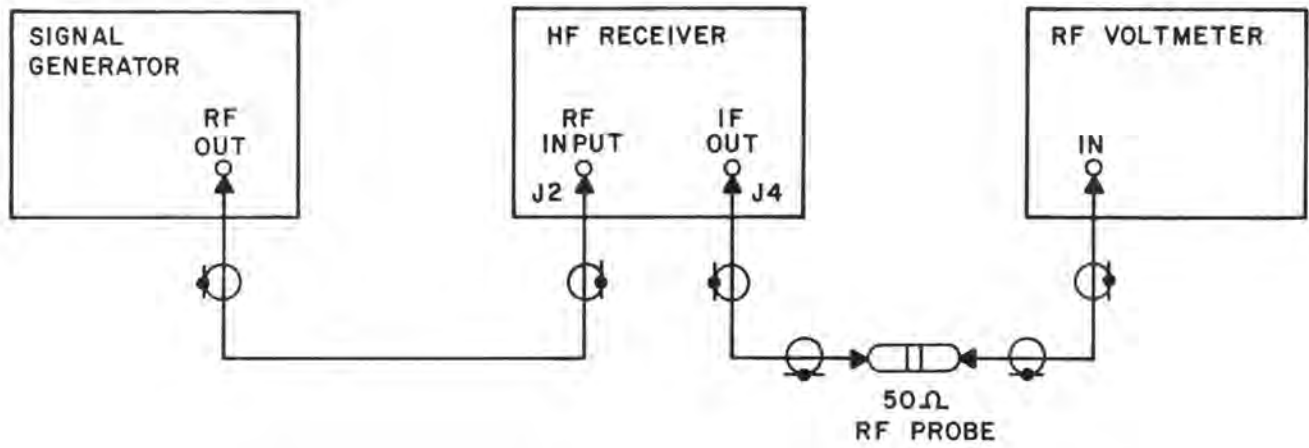 SIGNAL
GENERATOR
RF
OUT
HF RECEIVER
RF
INPUT
J2
IF
OUT
J4
RF VOLTMETER
IN
50Ω
RF PROBE